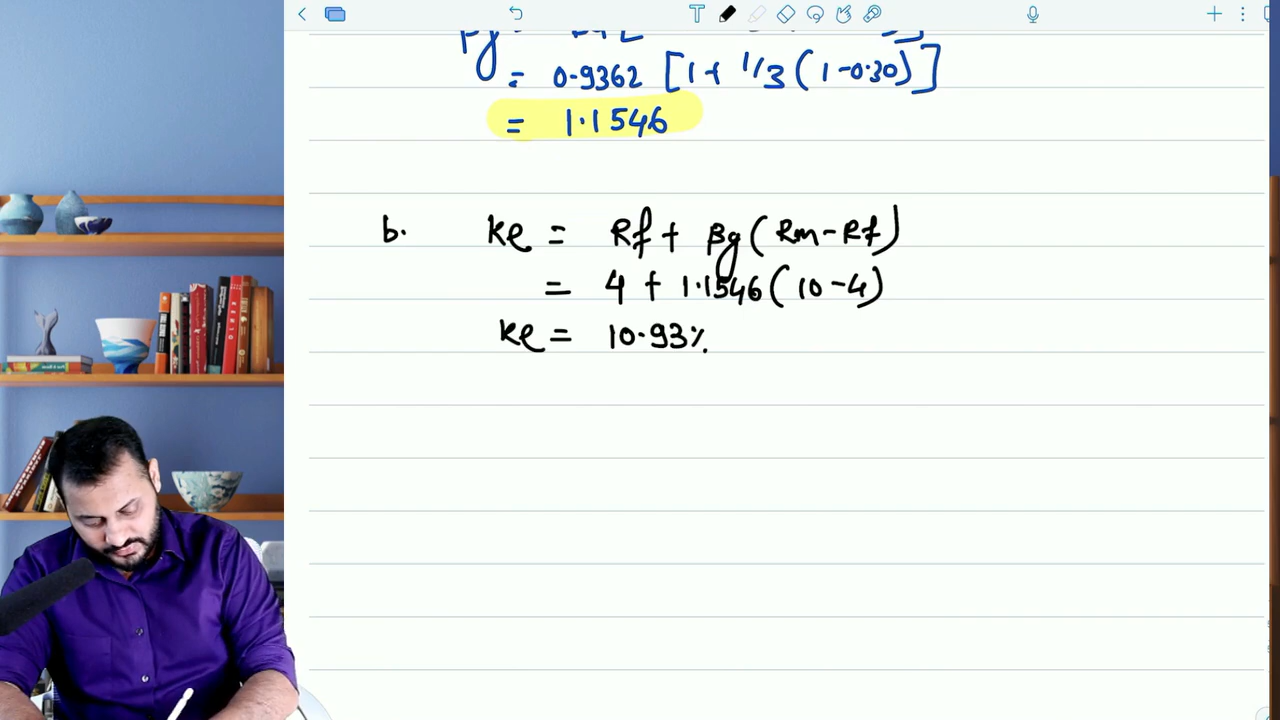 = 0.9362 [1+ 1/3 (1-0.30)]
= 1.1546
b. Ke = Rf + βg (Rm-Rf)
= 4 + 1.1546 (10-4)
Ke = 10.93%